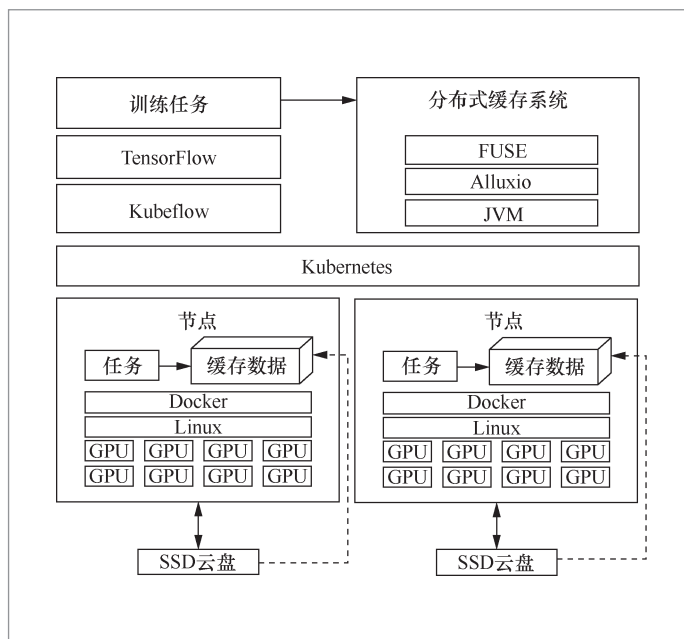 训练任务
TensorFlow
Kubeflow
分布式缓存系统
FUSE
Alluxio
JVM
Kubernetes
节点
任务
缓存数据
Docker
Linux
GPU GPU GPU GPU
GPU GPU GPU GPU
SSD云盘
节点
任务
缓存数据
Docker
Linux
GPU GPU GPU GPU
GPU GPU GPU GPU
SSD云盘